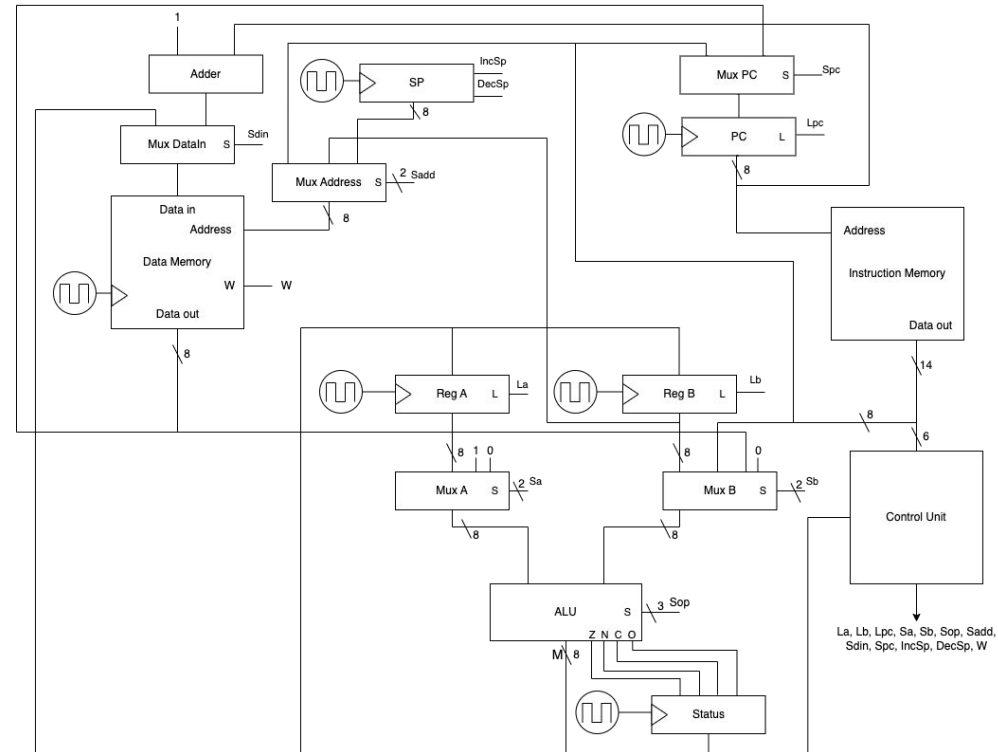 1
Adder
Mux DataIn S Sdin
SP
IncSp
DecSp
8
Mux PC S Spc
PC L Lpc
8
Mux Address S 2 Sadd
8
Data in
Address
Data Memory
W W
Data out
8
Address
Instruction Memory
Data out
14
8
6
Reg A L La
Reg B L Lb
8 1 0
8 0
Mux A S 2 Sa
Mux B S 2 Sb
8
8
Control Unit
ALU S 3 Sop
Z N C O
M 8
La, Lb, Lpc, Sa, Sb, Sop, Sadd,
Sdin, Spc, IncSp, DecSp, W
Status